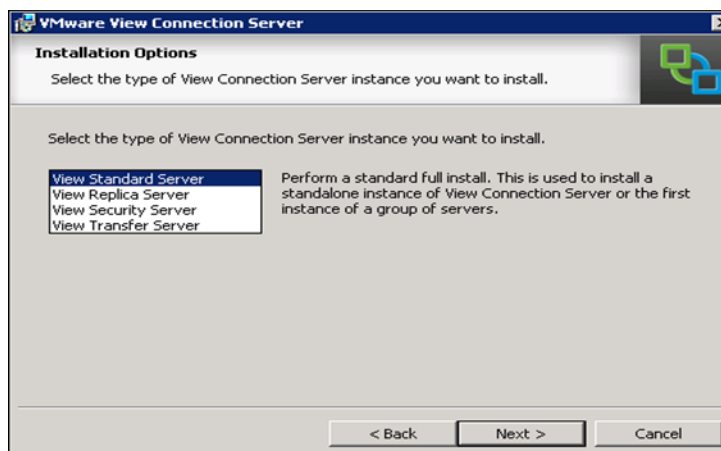 VMware View Connection Server
Installation Options
Select the type of View Connection Server instance you want to install.
Select the type of View Connection Server instance you want to install.
View Standard Server
View Replica Server
View Security Server
View Transfer Server
Perform a standard full install. This is used to install a
standalone instance of View Connection Server or the first
instance of a group of servers.
< Back
Next >
Cancel